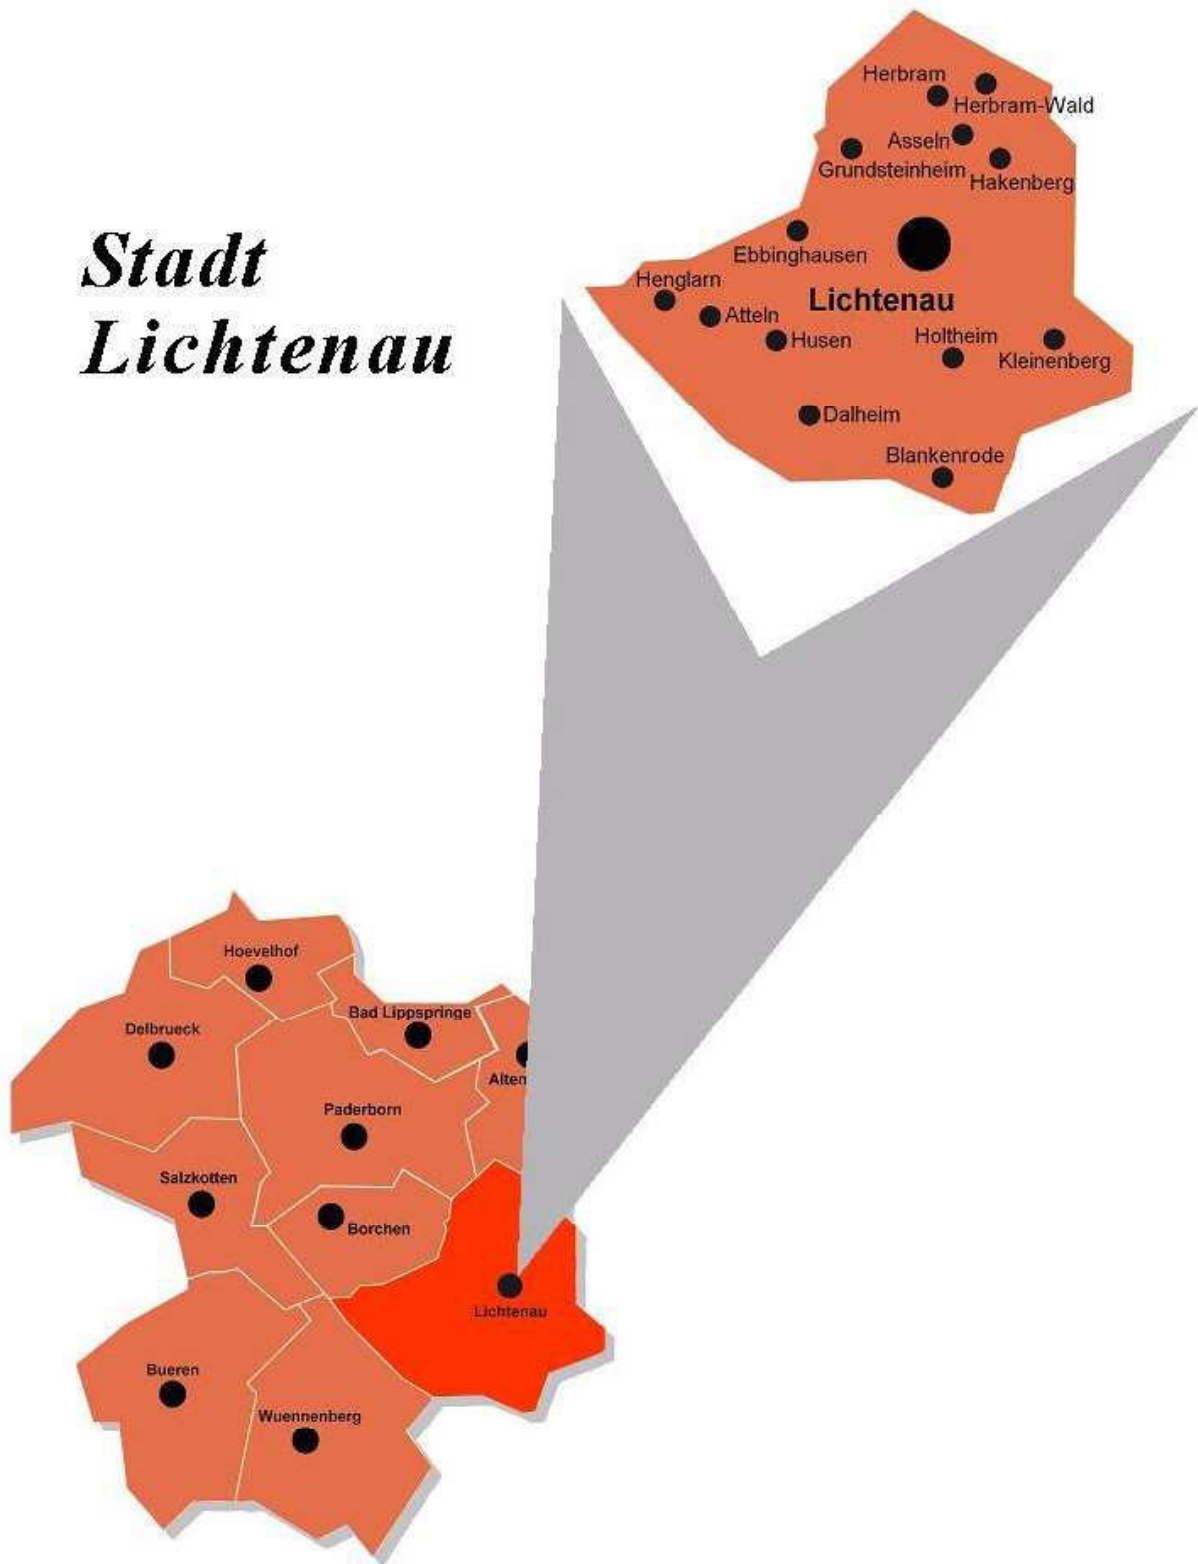 Stadt
Lichtenau
Herbram
Herbram-Wald
Asseln
Grundsteinheim
Hakenberg
Ebbinghausen
Lichtenau
Henglarn
Atteln
Husen
Holtheim
Kleinenberg
Dalheim
Blankenrode
Hoevelhof
Bad Lippspringe
Delbrueck
Alten
Paderborn
Salzkotten
Borchen
Lichtenau
Bueren
Wuennenberg